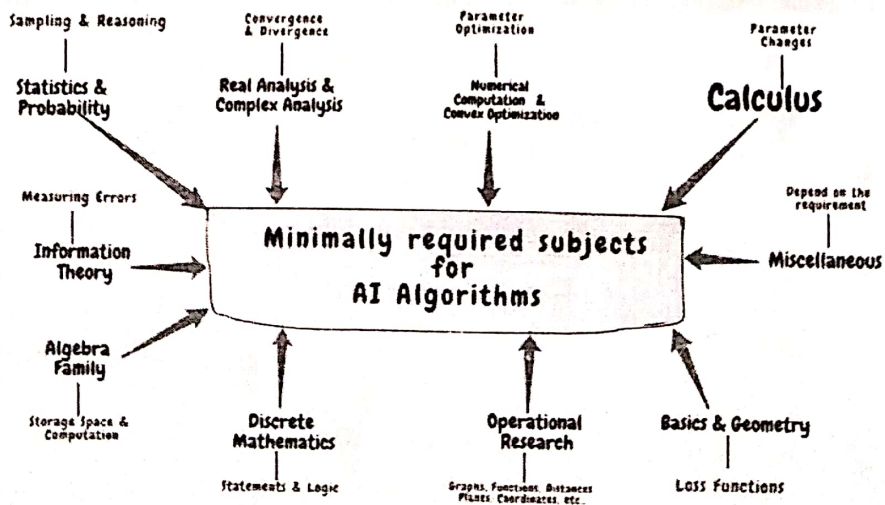 Sampling & Reasoning
Statistics &
Probability
Convergence
& Divergence
Real Analysis &
Complex Analysis
Parameter
Optimization
Numerical
Computation &
Convex Optimization
Parameter
Changes
Calculus
Measuring Errors
Information
Theory
Minimally required subjects
for
AI Algorithms
Depend on the
requirement
Miscellaneous
Algebra
Family
Storage Space &
Computation
Discrete
Mathematics
Statements & Logic
Operational
Research
Graphs, Functions, Distances
Planes, Coordinates, etc..
Basics & Geometry
Loss Functions